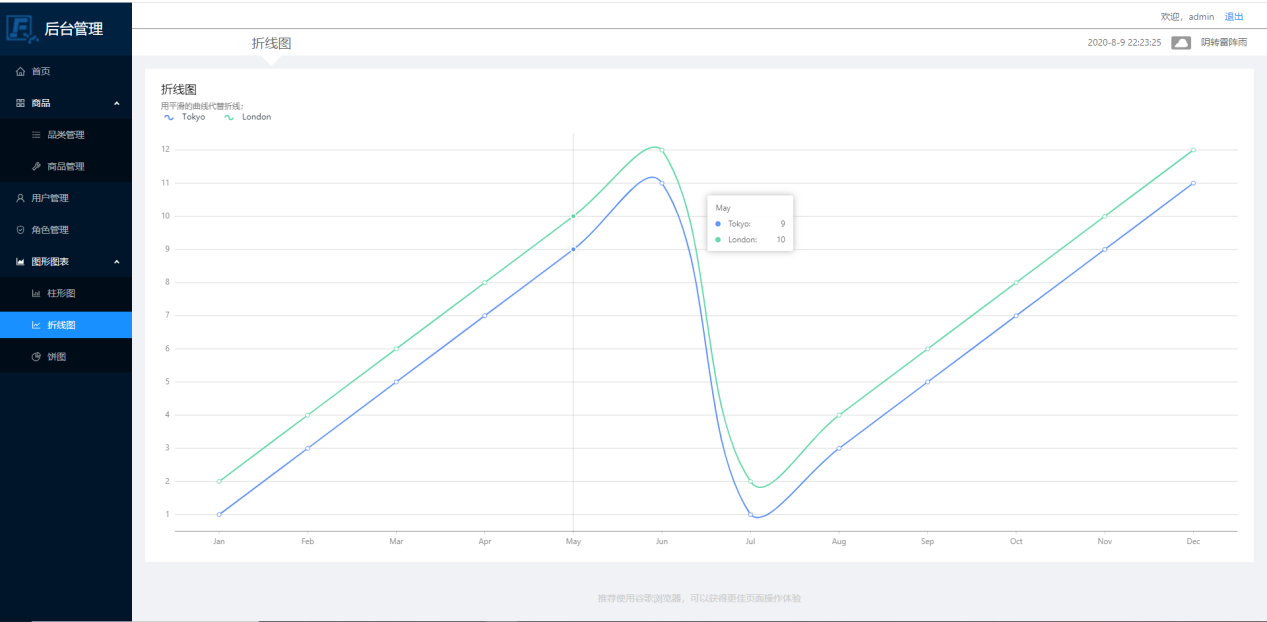 后台管理
欢迎，admin 退出
折线图
2020-8-9 22:23:25 阴转雷阵雨
首页
商品
品类管理
商品管理
用户管理
角色管理
图形图表
柱形图
折线图
饼图
折线图
用平滑的曲线代替折线：
Tokyo London
12
11
10
9
8
7
6
5
4
3
2
1
May
Tokyo: 9
London: 10
Jan Feb Mar Apr May Jun Jul Aug Sep Oct Nov Dec
推荐使用谷歌浏览器，可以获得更佳页面操作体验